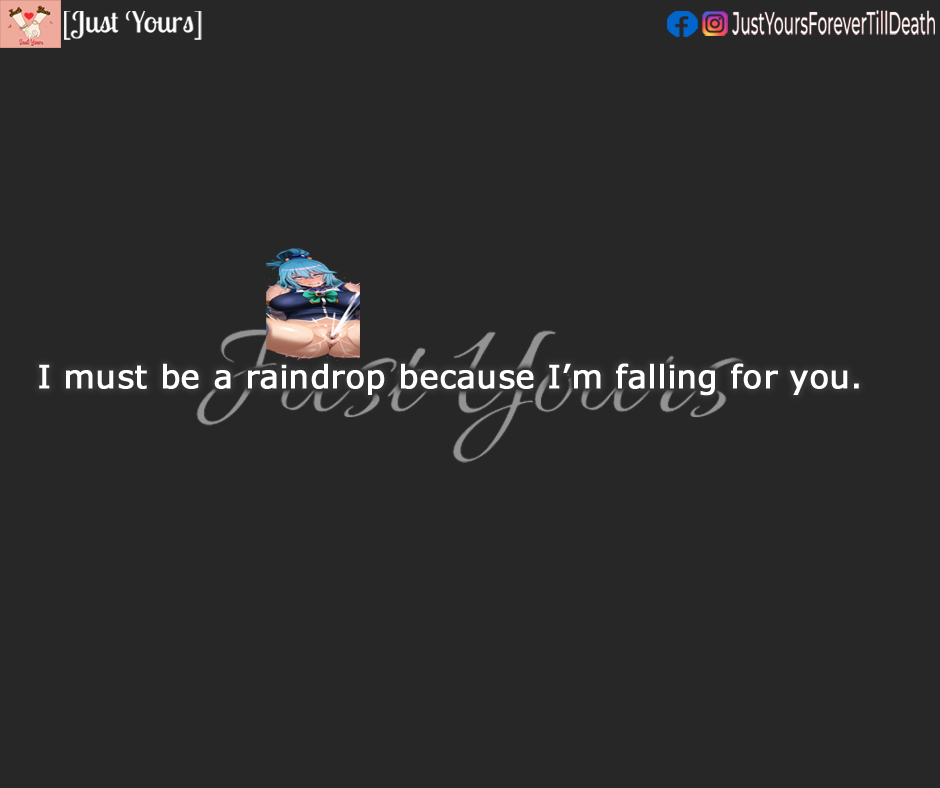 [Just Yours]
JustYoursForeverTillDeath
Just Yours
I must be a raindrop because I’m falling for you.